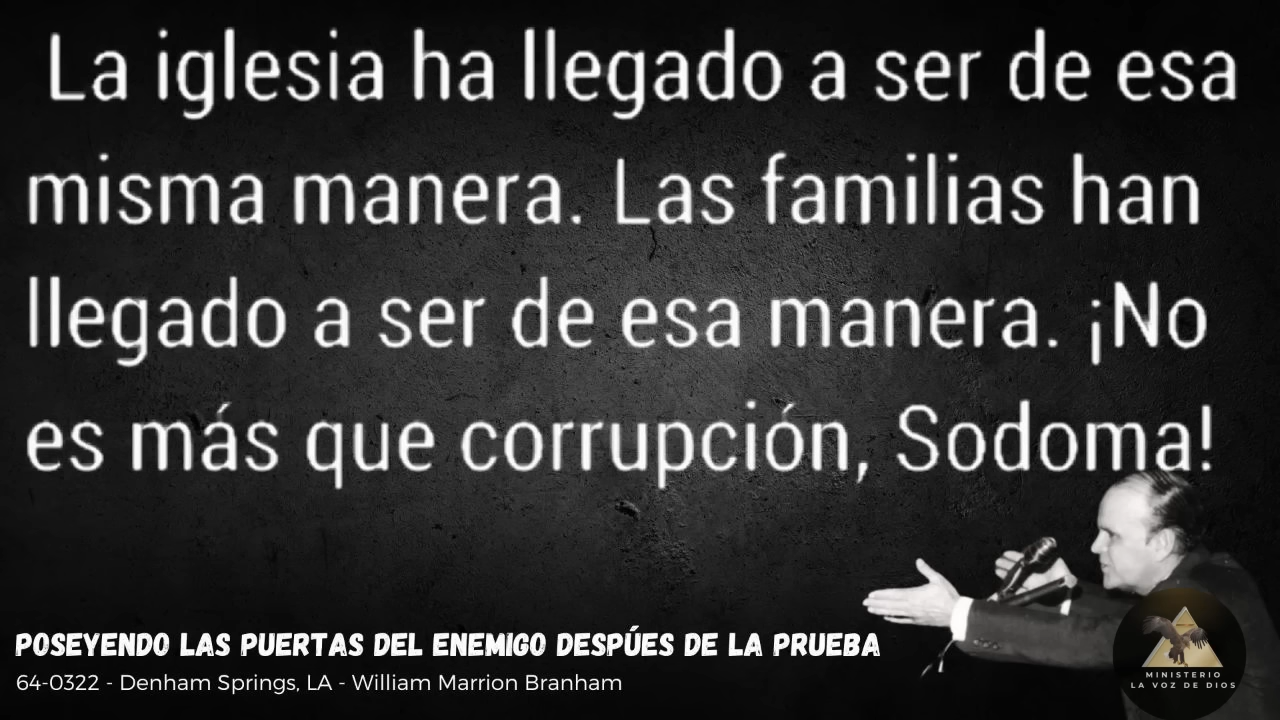 La iglesia ha llegado a ser de esa
misma manera. Las familias han
llegado a ser de esa manera. ¡No
es más que corrupción, Sodoma!
POSEYENDO LAS PUERTAS DEL ENEMIGO DESPÚES DE LA PRUEBA
64-0322 - Denham Springs, LA - William Marrion Branham
MINISTERIO
LA VOZ DE DIOS